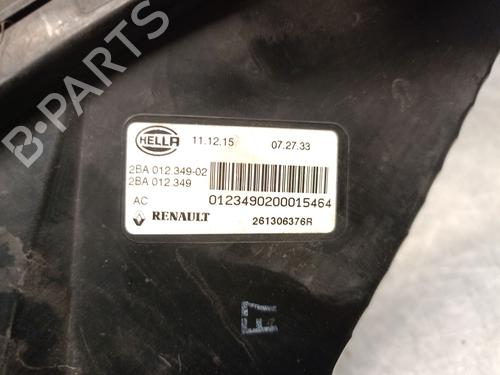 HELLA 11.12.15 07.27.33
2BA 012.349-02
2BA 012 349
AC 0123490200015464
RENAULT 261306376R
F7
B-PARTS